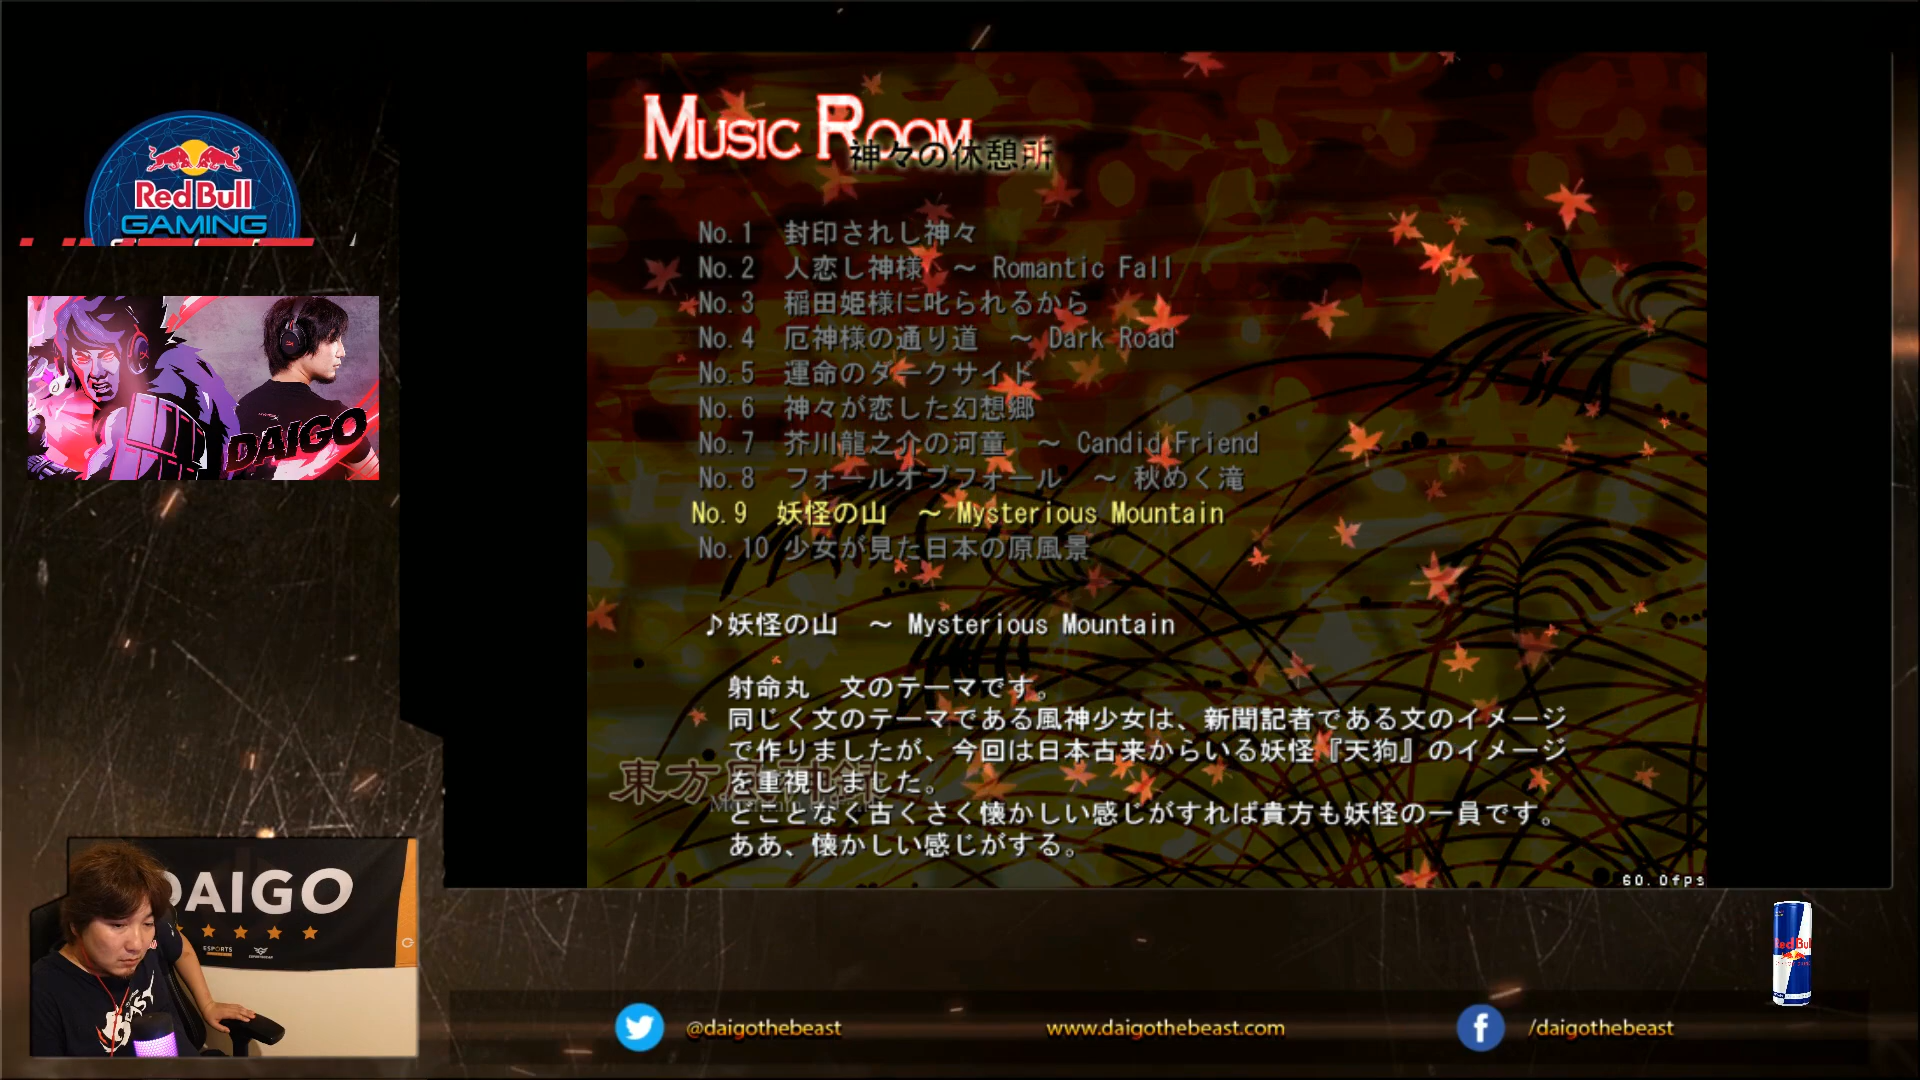 Red Bull
GAMING
DAIGO
DAIGO
ESPORTS
MUSIC ROOM
神々の休憩所
No.1 封印されし神々
No.2 人恋し神様 ～ Romantic Fall
No.3 稲田姫様に叱られるから
No.4 厄神様の通り道 ～ Dark Road
No.5 運命のダークサイド
No.6 神々が恋した幻想郷
No.7 芥川龍之介の河童 ～ Candid Friend
No.8 フォールオブフォール ～ 秋めく滝
No.9 妖怪の山 ～ Mysterious Mountain
No.10 少女が見た日本の原風景
♪妖怪の山 ～ Mysterious Mountain
射命丸 文のテーマです。
同じく文のテーマである風神少女は、新聞記者である文のイメージ
で作りましたが、今回は日本古来からいる妖怪『天狗』のイメージ
を重視しました。
どことなく古くさく懐かしい感じがすれば貴方も妖怪の一員です。
ああ、懐かしい感じがする。
東方風神録
60.0fps
Red Bull
@daigothebeast
www.daigothebeast.com
/daigothebeast